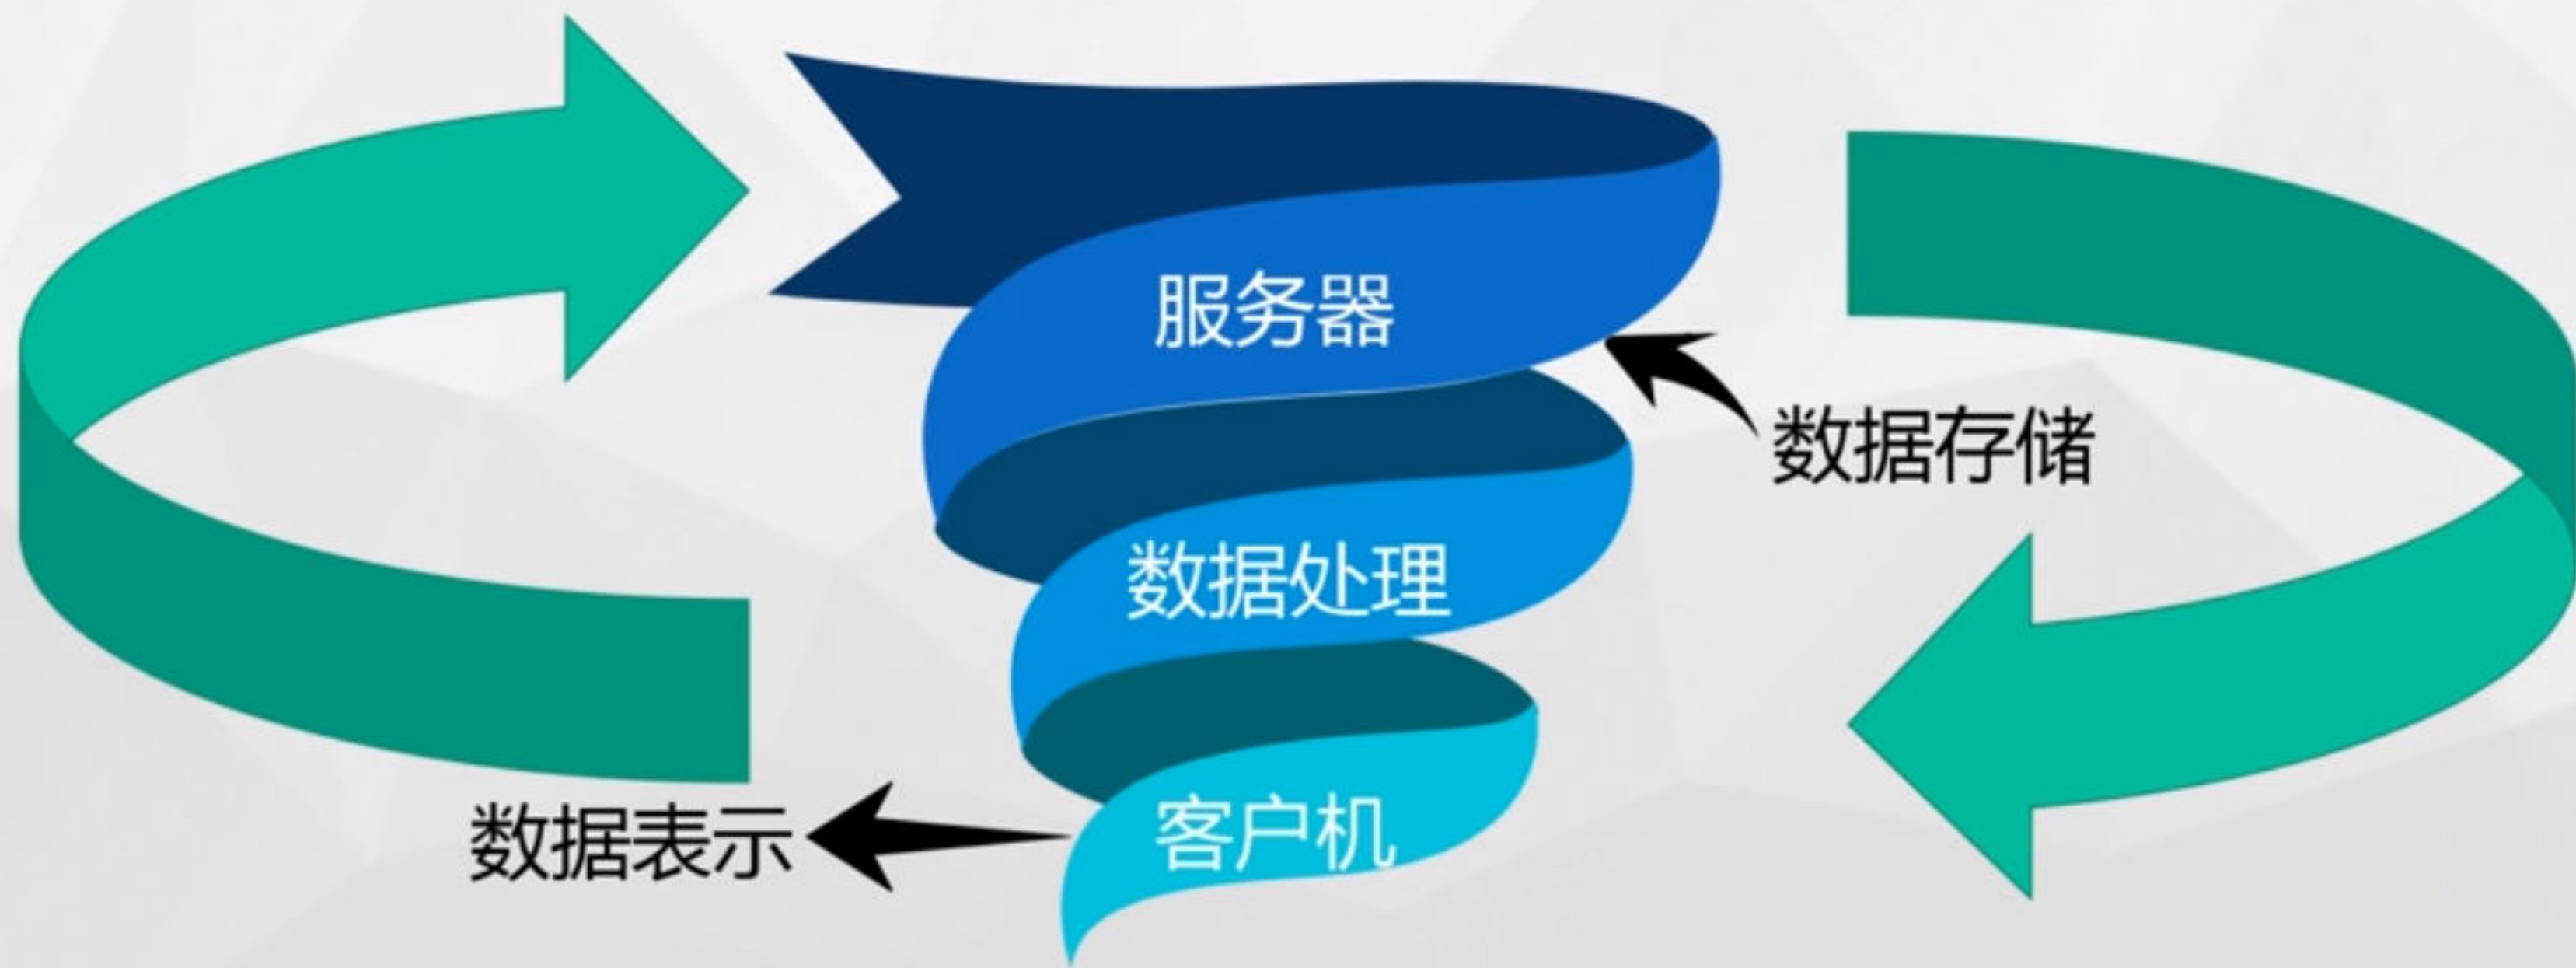 服务器
数据存储
数据处理
数据表示
客户机